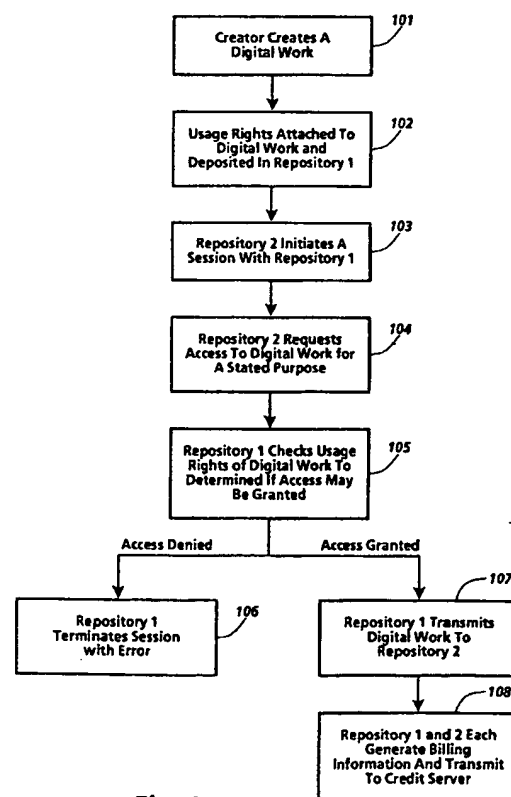 101
Creator Creates A
Digital Work
102
Usage Rights Attached To
Digital Work and
Deposited In Repository 1
103
Repository 2 Initiates A
Session With Repository 1
104
Repository 2 Requests
Access To Digital Work for
A Stated Purpose
105
Repository 1 Checks Usage
Rights of Digital Work To
Determined If Access May
Be Granted
Access Denied
Access Granted
106
Repository 1
Terminates Session
with Error
107
Repository 1 Transmits
Digital Work To
Repository 2
108
Repository 1 and 2 Each
Generate Billing
Information And Transmit
To Credit Server